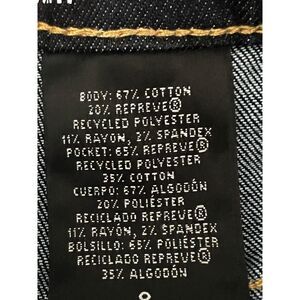 BODY: 67% COTTON
20% REPREVE®
RECYCLED POLYESTER
11% RAYON, 2% SPANDEX
POCKET: 65% REPREVE®
RECYCLED POLYESTER
35% COTTON
CUERPO: 67% ALGODÓN
20% POLIÉSTER
RECICLADO REPREVE®
11% RAYÓN, 2% SPANDEX
BOLSILLO: 65% POLIÉSTER
RECICLADO REPREVE®
35% ALGODÓN